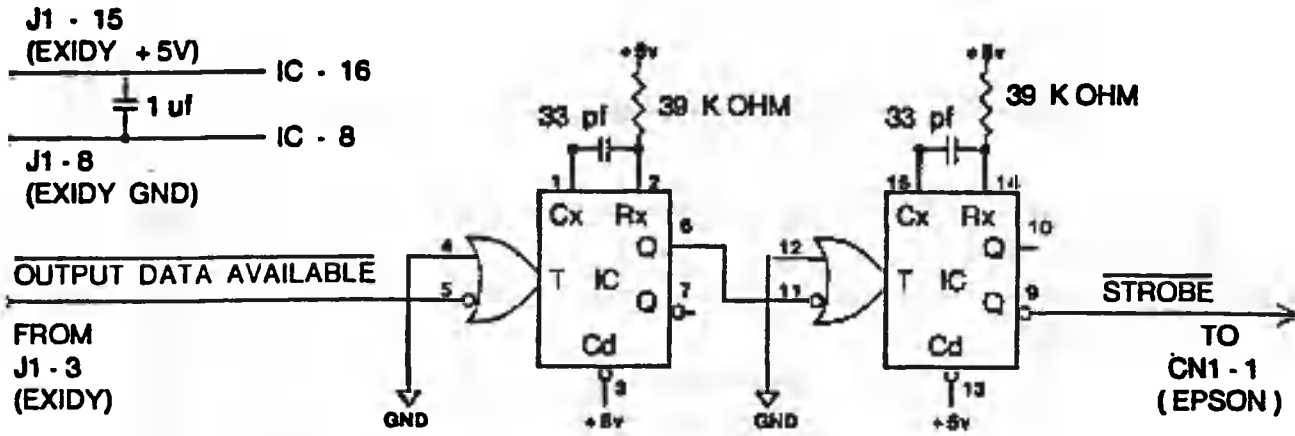 J1 - 15
(EXIDY +5V)
IC - 16
1 uf
IC - 8
J1 - 8
(EXIDY GND)
+5v
39 K OHM
33 pf
1 2
Cx Rx
6
Q
4
T IC
5
7
Q
Cd
3
+5v
GND
OUTPUT DATA AVAILABLE
FROM
J1 - 3
(EXIDY)
+5v
39 K OHM
33 pf
15 14
Cx Rx
10
Q
12
T IC
11
9
Q
Cd
13
+5v
GND
STROBE
TO
CN1 - 1
( EPSON )